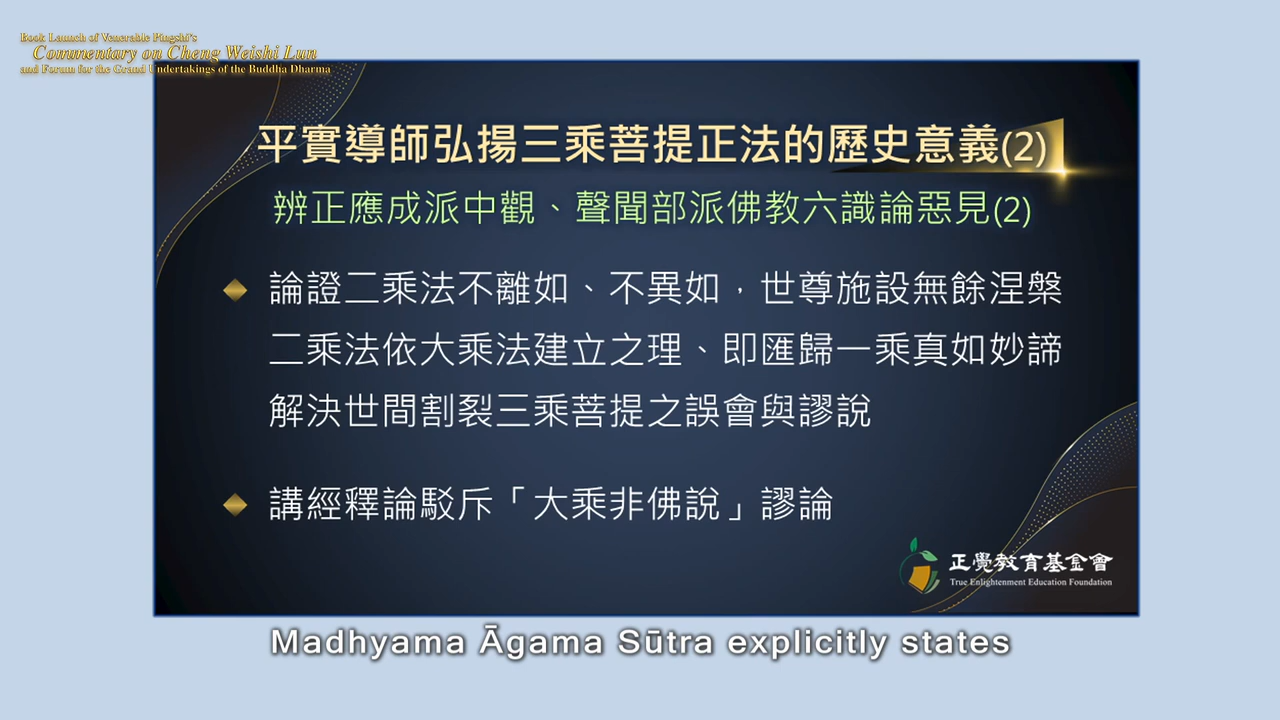 Book Launch of Venerable Pingshi's
Commentary on Cheng Weishi Lun
and Forum for the Grand Undertakings of the Buddha Dharma
平實導師弘揚三乘菩提正法的歷史意義(2)
辨正應成派中觀、聲聞部派佛教六識論惡見(2)
論證二乘法不離如、不異如，世尊施設無餘涅槃
二乘法依大乘法建立之理、即匯歸一乘真如妙諦
解決世間割裂三乘菩提之誤會與謬說
講經釋論駁斥「大乘非佛說」謬論
正覺教育基金會
True Enlightenment Education Foundation
Madhyama Āgama Sūtra explicitly states